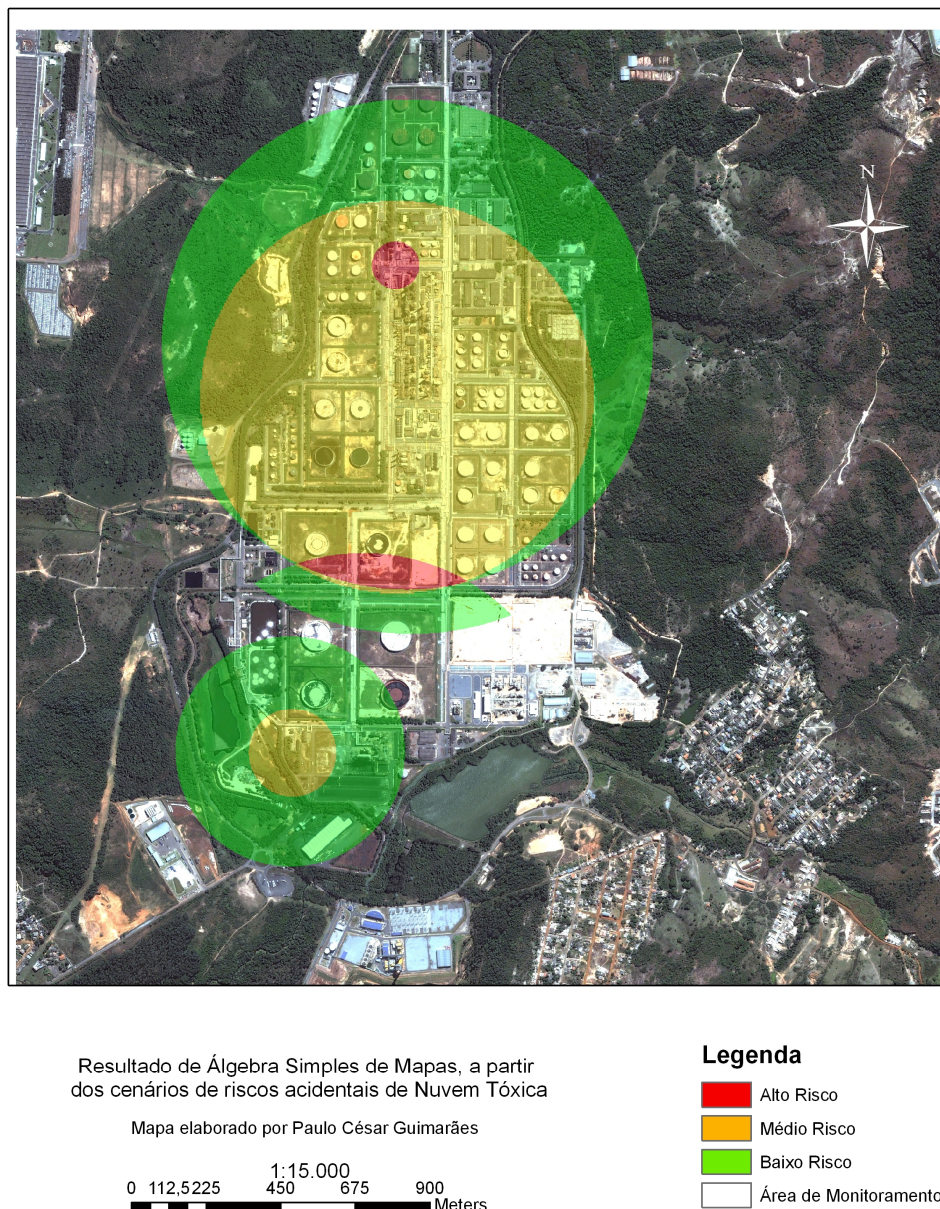 N
Resultado de Álgebra Simples de Mapas, a partir
dos cenários de riscos acidentais de Nuvem Tóxica
Mapa elaborado por Paulo César Guimarães
1:15.000
0 112,5 225 450 675 900
Meters
Legenda
Alto Risco
Médio Risco
Baixo Risco
Área de Monitoramento